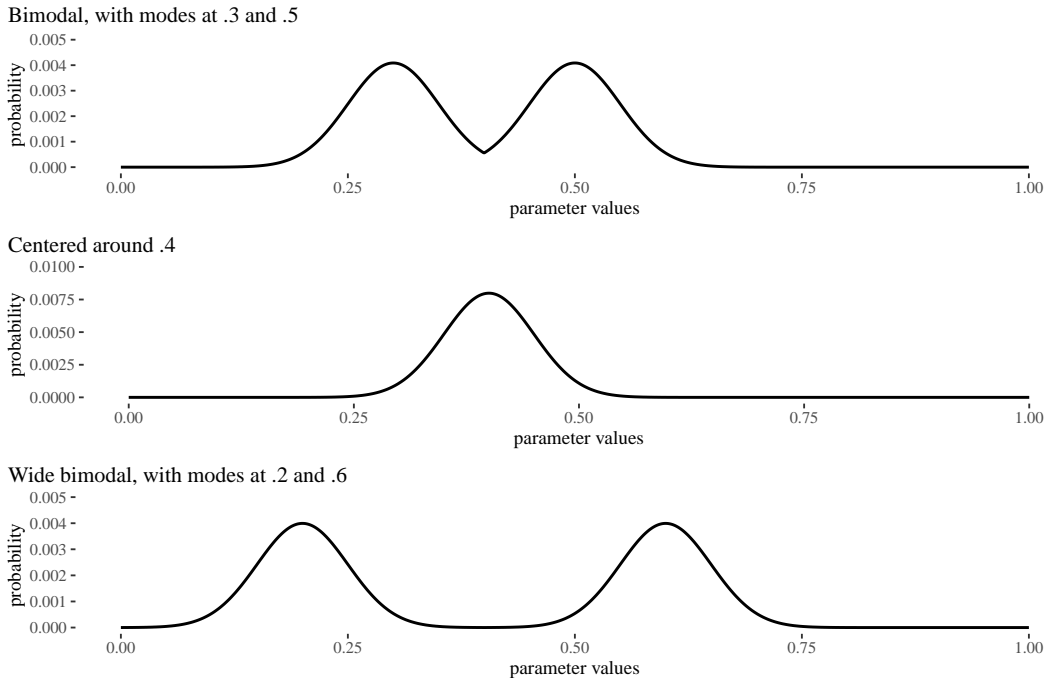 Bimodal, with modes at .3 and .5
0.005
0.004
0.003
0.002
0.001
0.000
probability
0.00 0.25 0.50 0.75 1.00
parameter values
Centered around .4
0.0100
0.0075
0.0050
0.0025
0.0000
probability
0.00 0.25 0.50 0.75 1.00
parameter values
Wide bimodal, with modes at .2 and .6
0.005
0.004
0.003
0.002
0.001
0.000
probability
0.00 0.25 0.50 0.75 1.00
parameter values